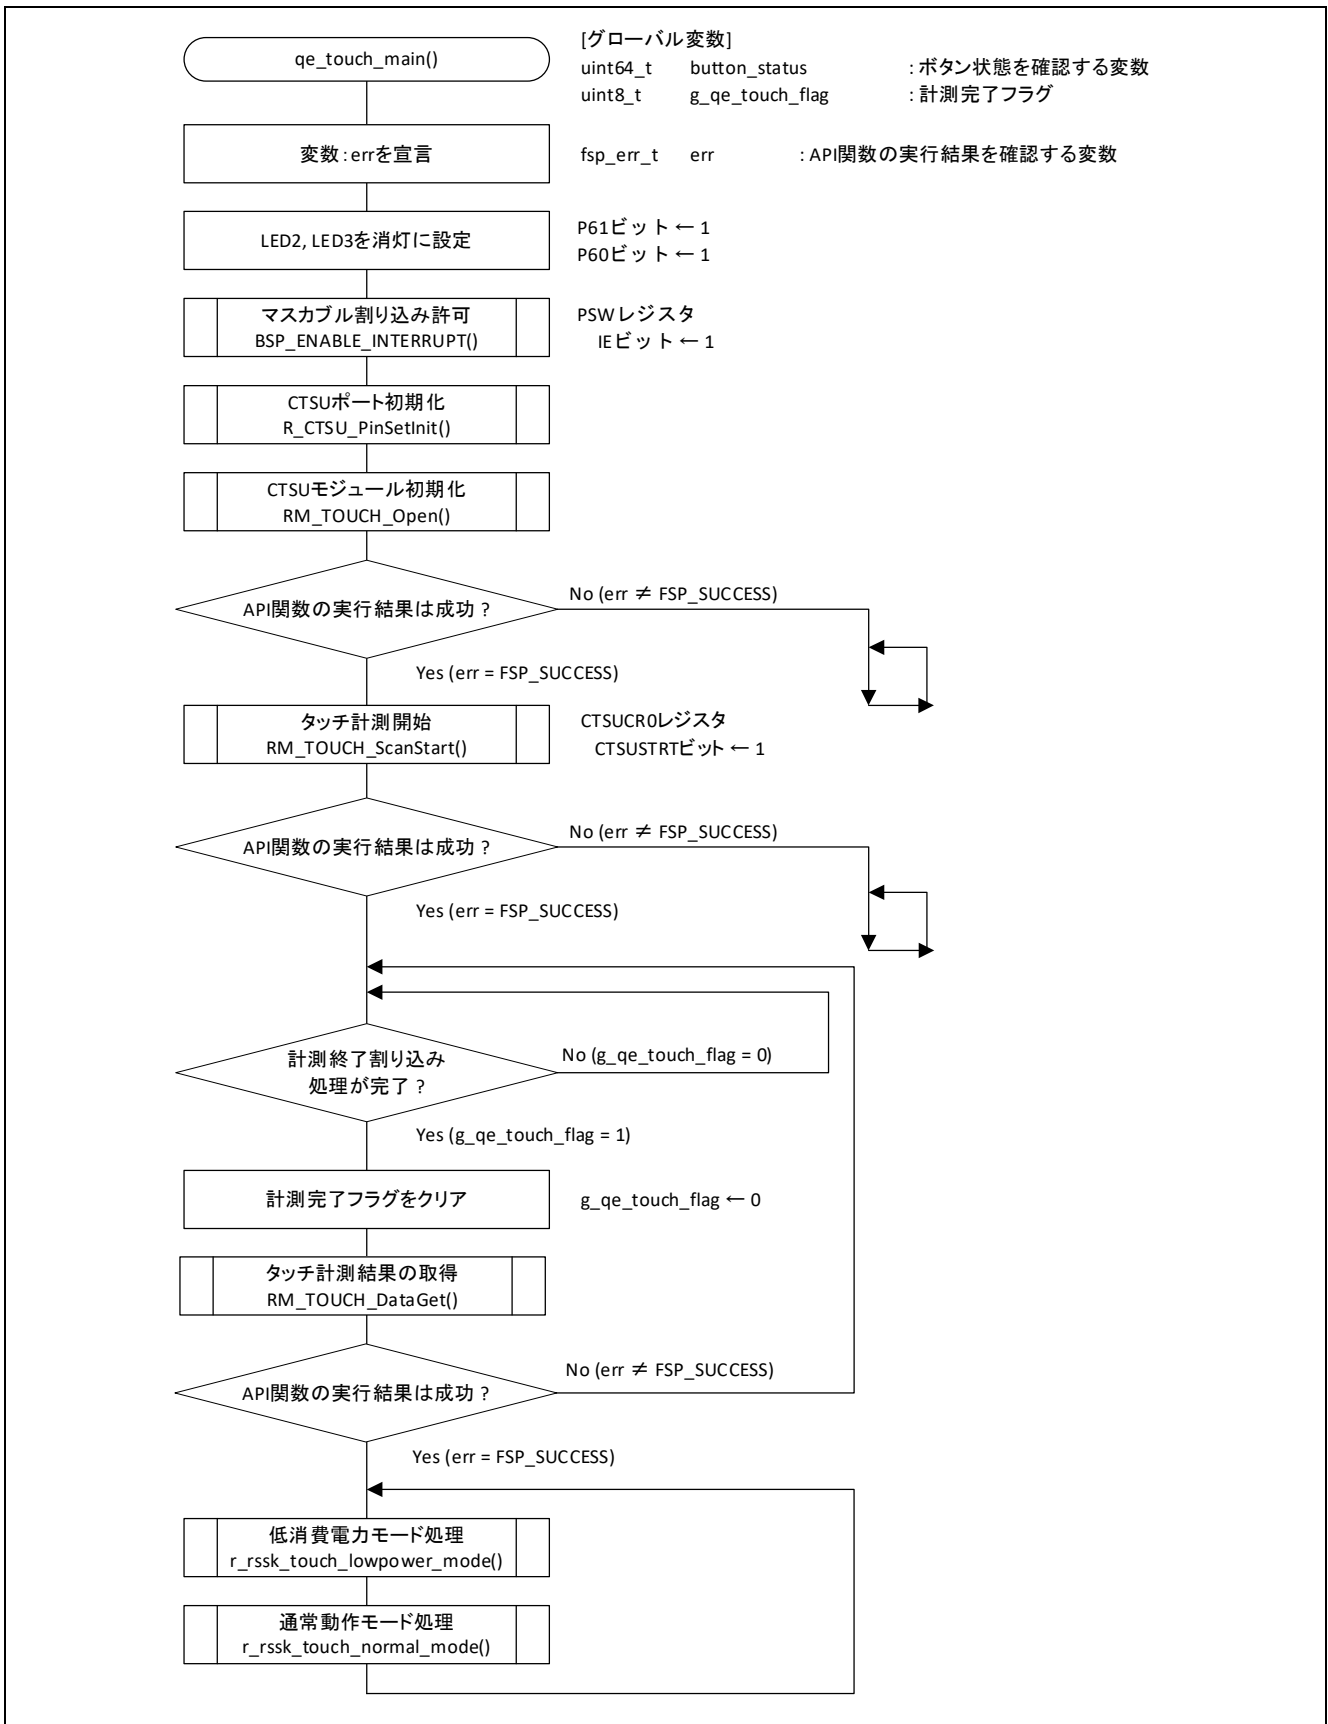 qe_touch_main()
[グローバル変数]
uint64_t button_status : ボタン状態を確認する変数
uint8_t g_qe_touch_flag : 計測完了フラグ
変数 : errを宣言
fsp_err_t err : API関数の実行結果を確認する変数
LED2, LED3を消灯に設定
P61ビット ← 1
P60ビット ← 1
マスカブル割り込み許可
BSP_ENABLE_INTERRUPT()
PSWレジスタ
IEビット ← 1
CTSUポート初期化
R_CTSU_PinSetInit()
CTSUモジュール初期化
RM_TOUCH_Open()
API関数の実行結果は成功 ?
No (err ≠ FSP_SUCCESS)
Yes (err = FSP_SUCCESS)
タッチ計測開始
RM_TOUCH_ScanStart()
CTSUCR0レジスタ
CTSUSTRTビット ← 1
API関数の実行結果は成功 ?
No (err ≠ FSP_SUCCESS)
Yes (err = FSP_SUCCESS)
計測終了割り込み
処理が完了 ?
No (g_qe_touch_flag = 0)
Yes (g_qe_touch_flag = 1)
計測完了フラグをクリア
g_qe_touch_flag ← 0
タッチ計測結果の取得
RM_TOUCH_DataGet()
API関数の実行結果は成功 ?
No (err ≠ FSP_SUCCESS)
Yes (err = FSP_SUCCESS)
低消費電力モード処理
r_rssk_touch_lowpower_mode()
通常動作モード処理
r_rssk_touch_normal_mode()